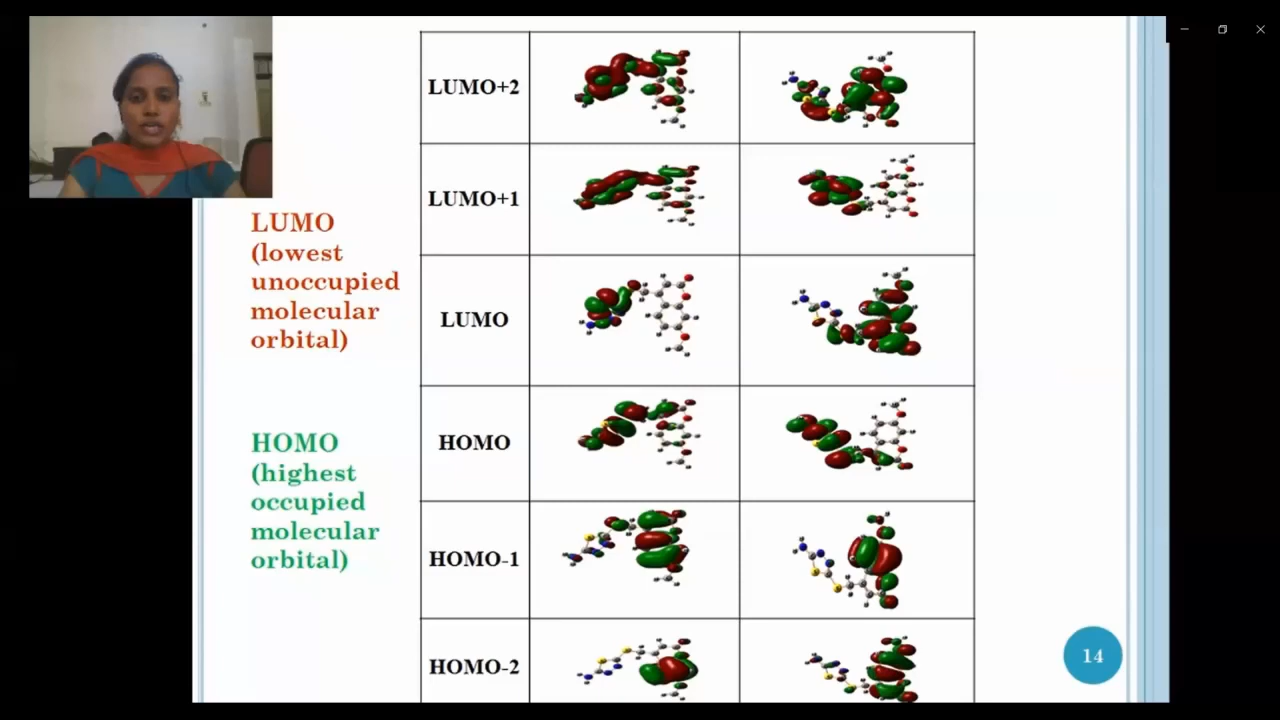 LUMO
(lowest
unoccupied
molecular
orbital)
HOMO
(highest
occupied
molecular
orbital)
LUMO+2
LUMO+1
LUMO
HOMO
HOMO-1
HOMO-2
14